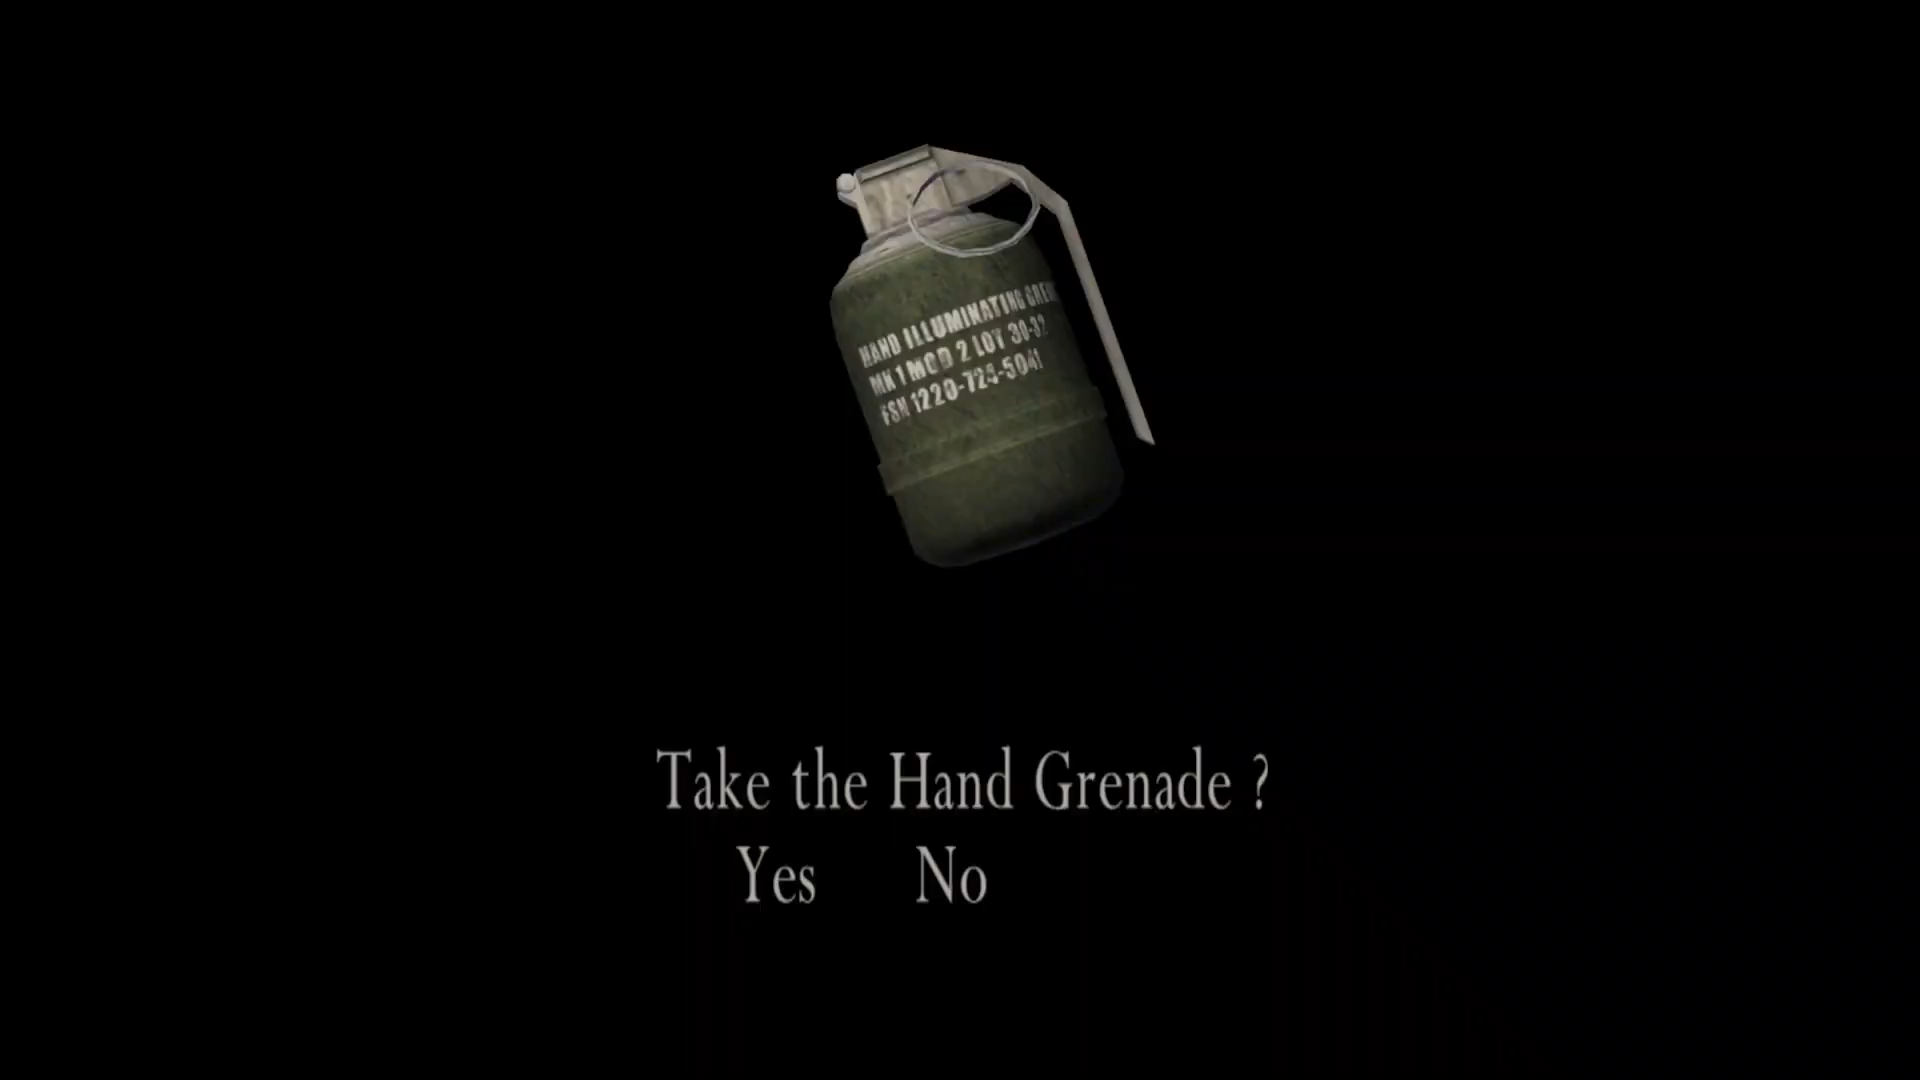 HAND ILLUMINATING GREN
MK 1 MOD 2 LOT 30-32
FSN 1220-724-5041
Take the Hand Grenade ?
Yes No